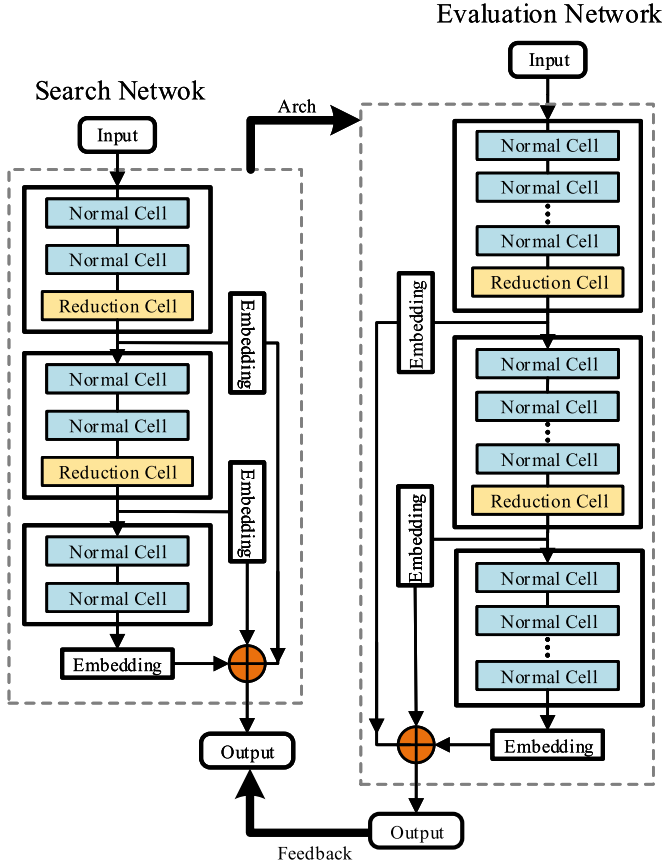 Evaluation Network
Input
Search Netwok
Arch
Input
Normal Cell
Normal Cell
Reduction Cell
Embedding
Normal Cell
Normal Cell
Reduction Cell
Embedding
Normal Cell
Normal Cell
Embedding
Output
Normal Cell
Normal Cell
Normal Cell
Reduction Cell
Embedding
Normal Cell
Normal Cell
Normal Cell
Reduction Cell
Embedding
Normal Cell
Normal Cell
Normal Cell
Embedding
Output
Feedback